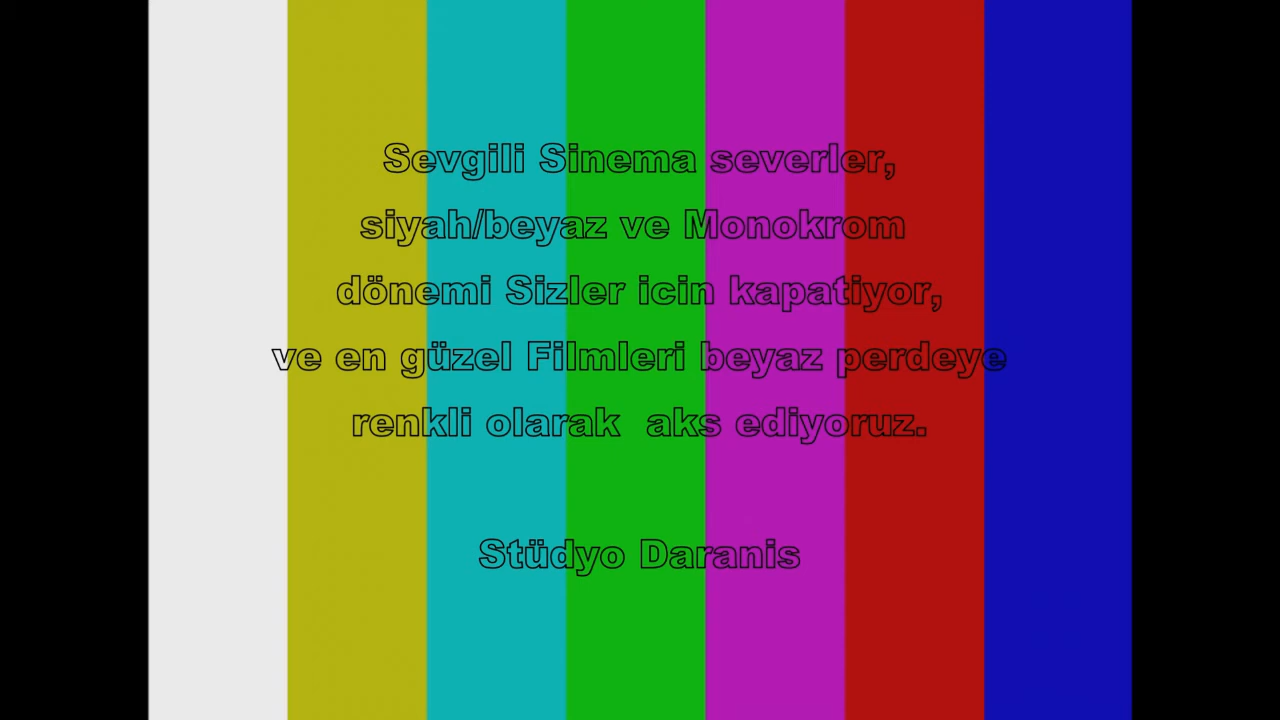 Sevgili Sinema severler,
siyah/beyaz ve Monokrom
dönemi Sizler icin kapatiyor,
ve en güzel Filmleri beyaz perdeye
renkli olarak  aks ediyoruz.
Stüdyo Daranis